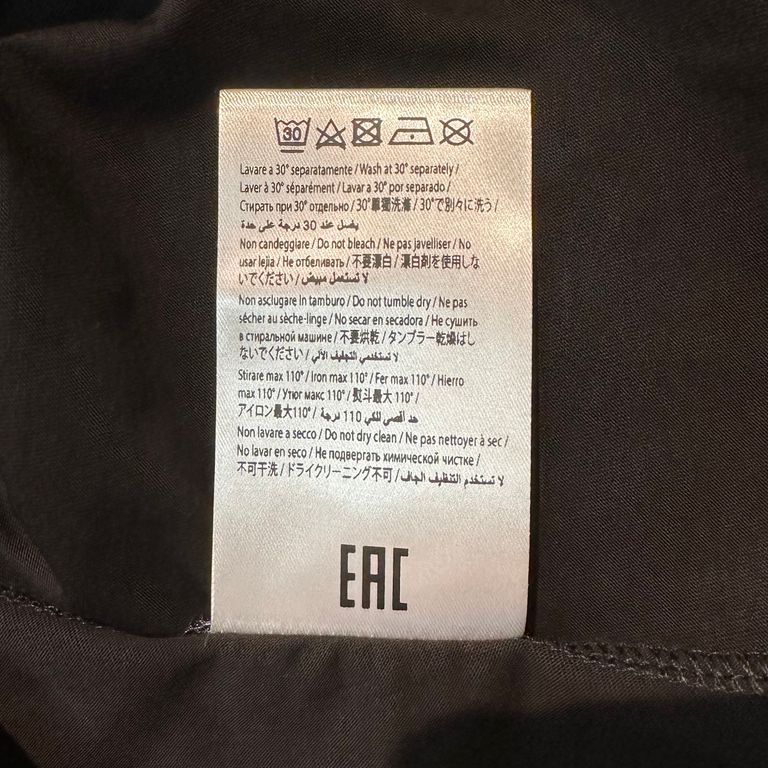 30
Lavare a 30° separatamente / Wash at 30° separately /
Laver à 30° séparément / Lavar a 30° por separado /
Стирать при 30° отдельно / 30°單獨洗滌 / 30°で別々に洗う /
يغسل عند 30 درجة على حدة
Non candeggiare / Do not bleach / Ne pas javelliser / No
usar lejia / Не отбеливать / 不要漂白 / 漂白剤を使用しな
いでください / لا تستعمل مبيض
Non asciugare in tamburo / Do not tumble dry / Ne pas
sécher au sèche-linge / No secar en secadora / Не сушить
в стиральной машине / 不要烘乾 / タンブラー乾燥はし
ないでください / لا تستخدمي التجفيف الآلي
Stirare max 110° / Iron max 110° / Fer max 110° / Hierro
max 110° / Утюг макс 110° / 熨斗最大 110° /
アイロン最大110° / حد أقصى للكي 110 درجة
Non lavare a secco / Do not dry clean / Ne pas nettoyer à sec /
No lavar en seco / Не подвергать химической чистке /
不可干洗 / ドライクリーニング不可 / لا تستخدم التنظيف الجاف
EAC